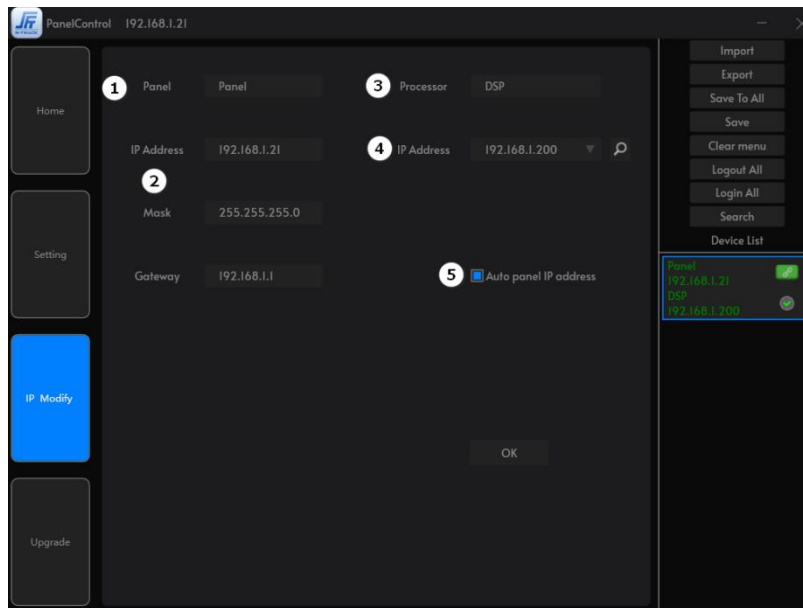 PanelControl 192.168.1.21
Home
Setting
IP Modify
Upgrade
1 Panel Panel
IP Address 192.168.1.21
2
Mask 255.255.255.0
Gateway 192.168.1.1
3 Processor DSP
4 IP Address 192.168.1.200
5 Auto panel IP address
OK
Import
Export
Save To All
Save
Clear menu
Logout All
Login All
Search
Device List
Panel
192.168.1.21
DSP
192.168.1.200